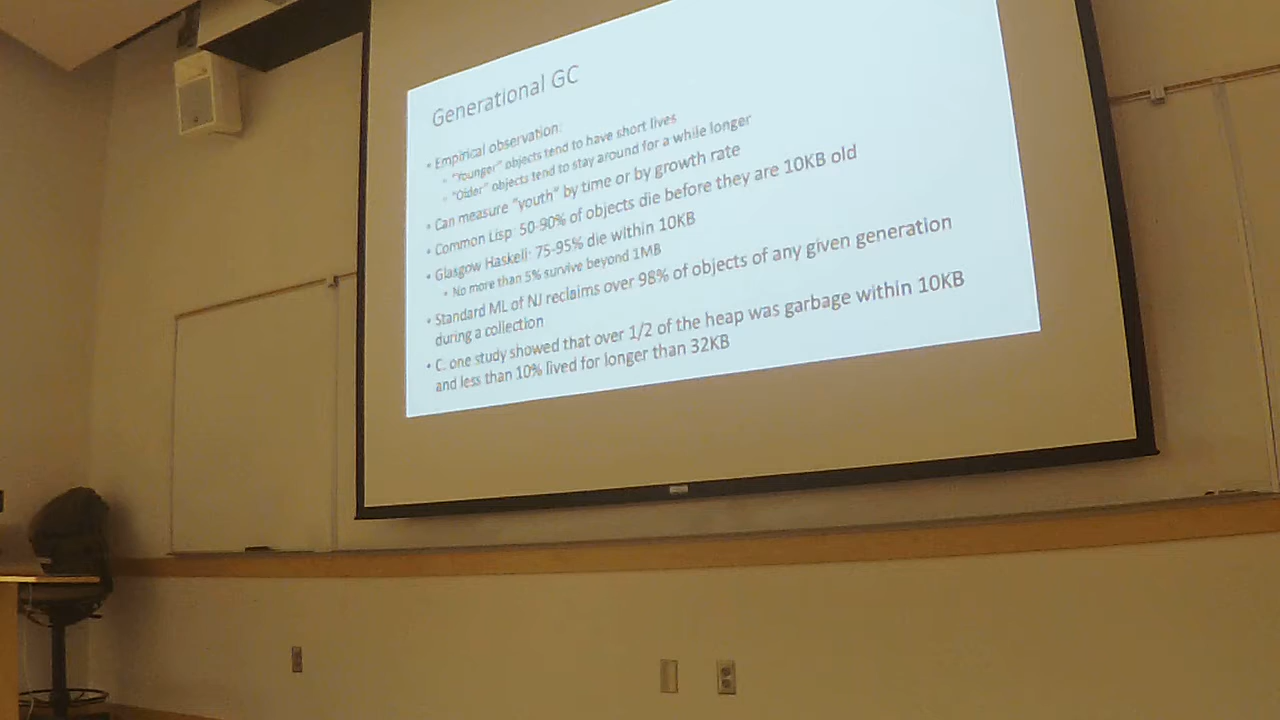 Generational GC
• Empirical observation:
• "Younger" objects tend to have short lives
• "Older" objects tend to stay around for a while longer
• Can measure "youth" by time or by growth rate
• Common Lisp: 50-90% of objects die before they are 10KB old
• Glasgow Haskell: 75-95% die within 10KB
• No more than 5% survive beyond 1MB
• Standard ML of NJ reclaims over 98% of objects of any given generation
during a collection
• C: one study showed that over 1/2 of the heap was garbage within 10KB
and less than 10% lived for longer than 32KB